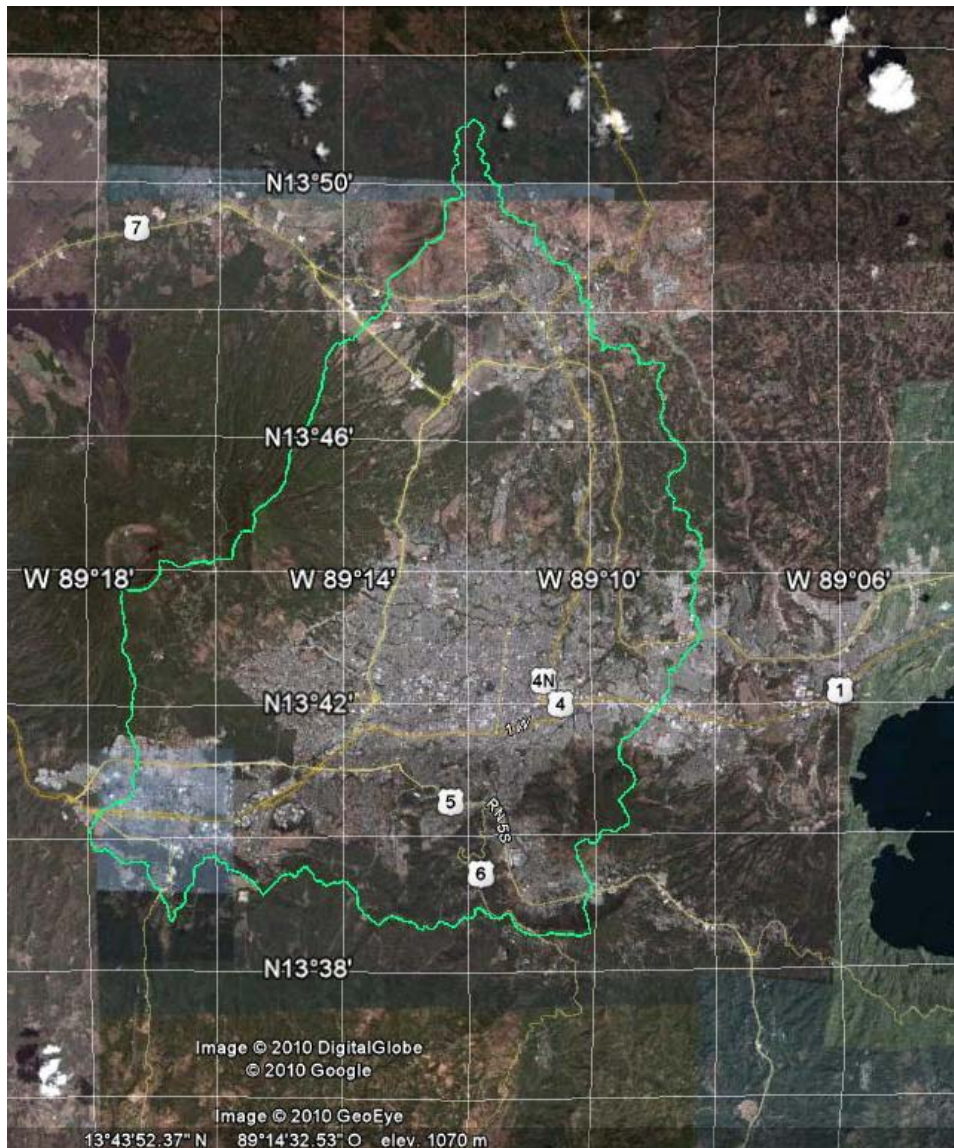 N13°50'
7
N13°46'
W 89°18'
W 89°14'
W 89°10'
W 89°06'
4N
1
N13°42'
4
5
RN 5S
6
N13°38'
Image © 2010 DigitalGlobe
© 2010 Google
Image © 2010 GeoEye
13°43'52.37" N 89°14'32.53" O elev. 1070 m